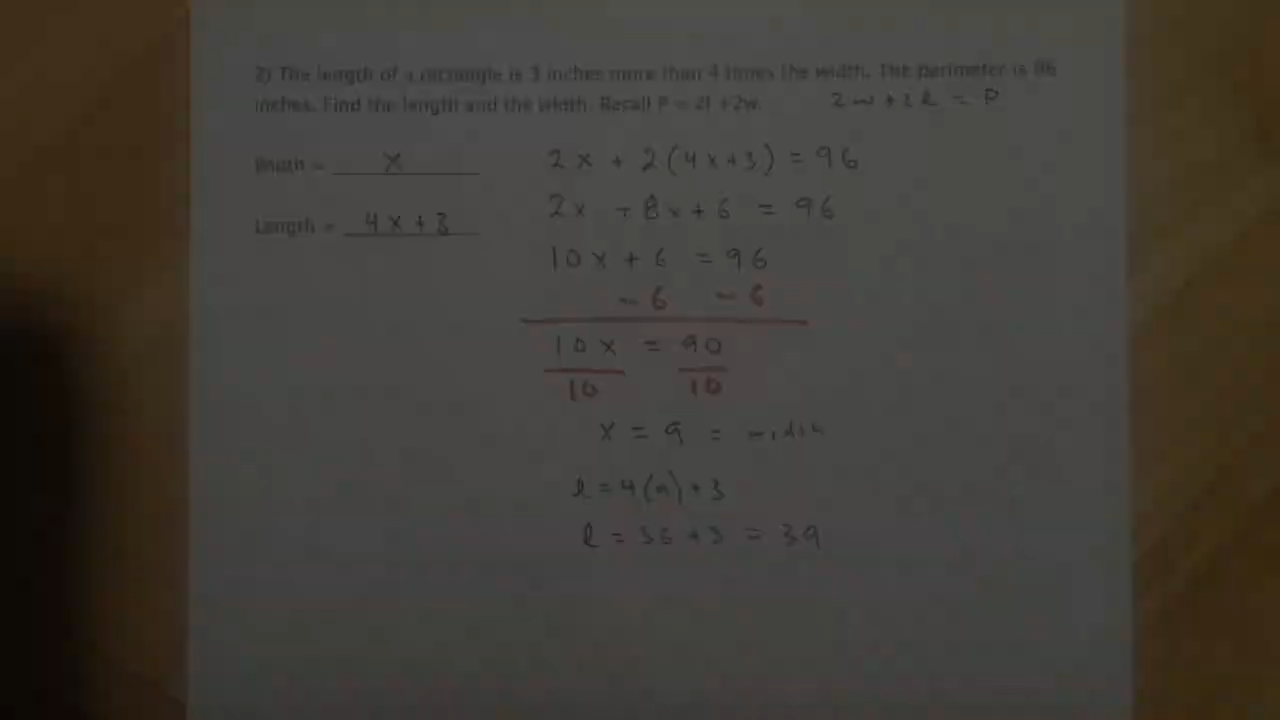 2) The length of a rectangle is 3 inches more than 4 times the width. The perimeter is 96
inches. Find the length and the width. Recall P = 2l +2w.
2w + 2l = P
Width = x
Length = 4x + 3
2x + 2(4x+3) = 96
2x + 8x + 6 = 96
10x + 6 = 96
- 6 - 6
10x = 90
10 10
x = 9 = width
l = 4(9) + 3
l = 36 + 3 = 39